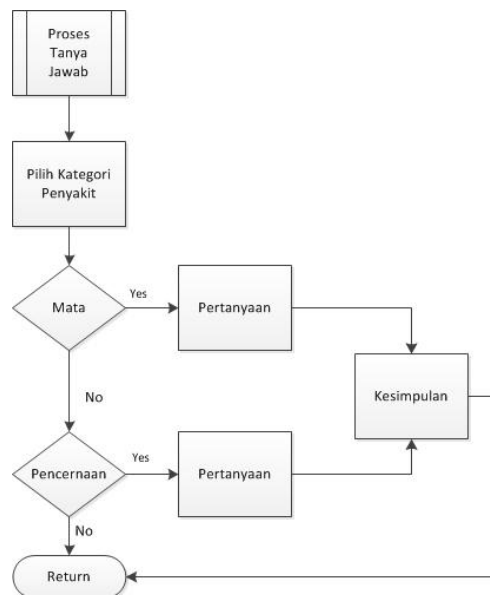 Proses
Tanya
Jawab
Pilih Kategori
Penyakit
Mata
Yes
Pertanyaan
Kesimpulan
No
Pencernaan
Yes
Pertanyaan
No
Return